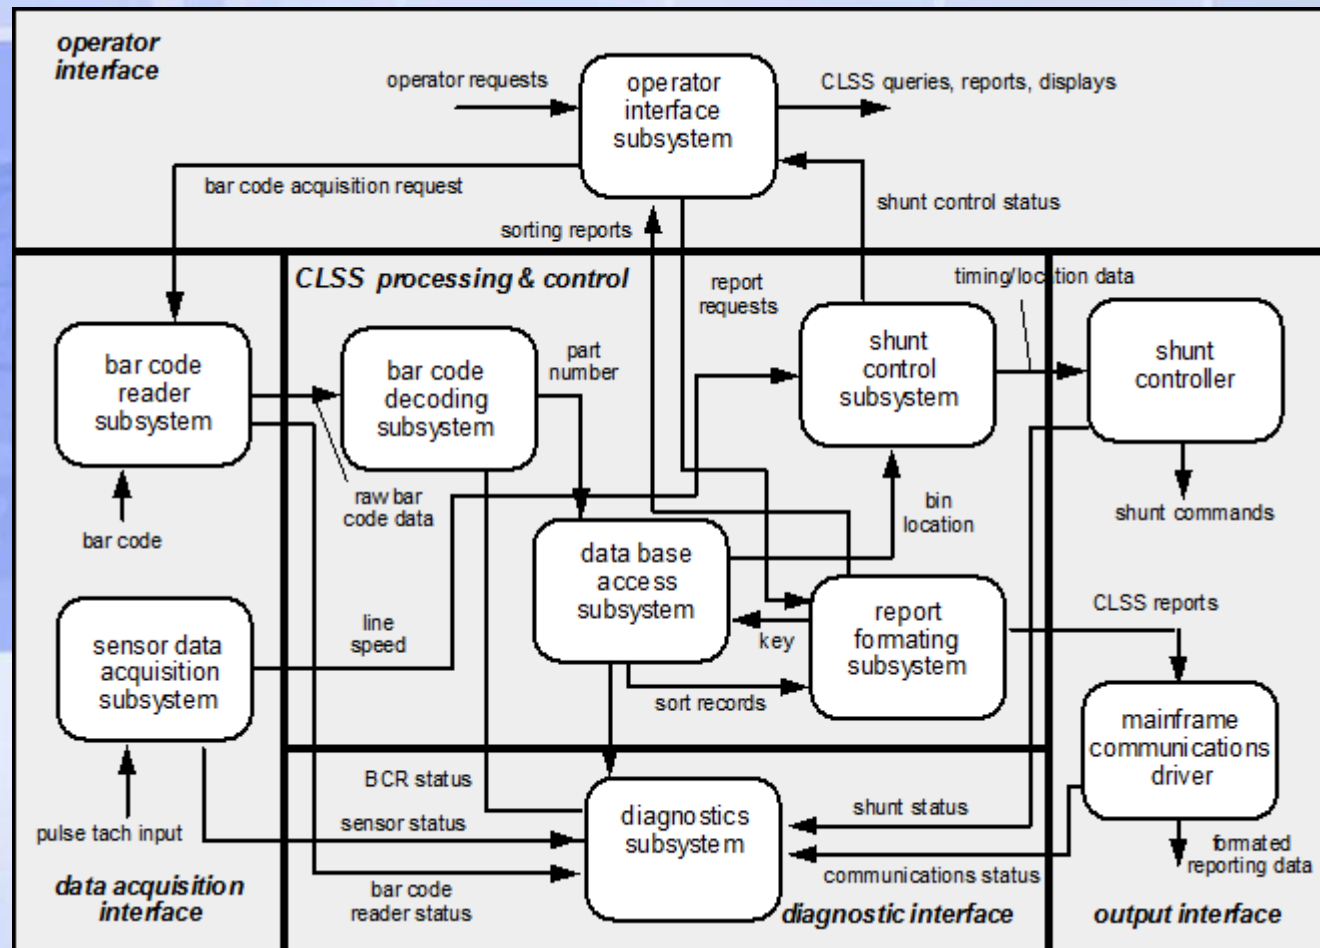 operator
interface
operator requests
operator
interface
subsystem
CLSS queries, reports, displays
bar code acquisition request
shunt control status
sorting reports
CLSS processing & control
report
requests
timing/location data
bar code
reader
subsystem
bar code
decoding
subsystem
part
number
shunt
control
subsystem
shunt
controller
raw bar
code data
bin
location
shunt commands
bar code
data base
access
subsystem
sensor data
acquisition
subsystem
line
speed
key
report
formating
subsystem
CLSS reports
sort records
mainframe
communications
driver
BCR status
diagnostics
subsystem
shunt status
pulse tach input
sensor status
communications status
formated
reporting data
data acquisition
interface
bar code
reader status
diagnostic interface
output interface